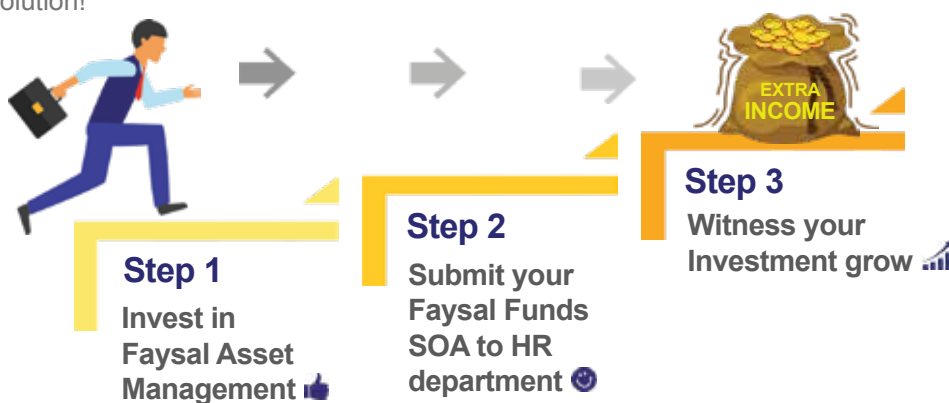 olution!
EXTRA
INCOME
Step 1
Invest in
Faysal Asset
Management
Step 2
Submit your
Faysal Funds
SOA to HR
department
Step 3
Witness your
Investment grow